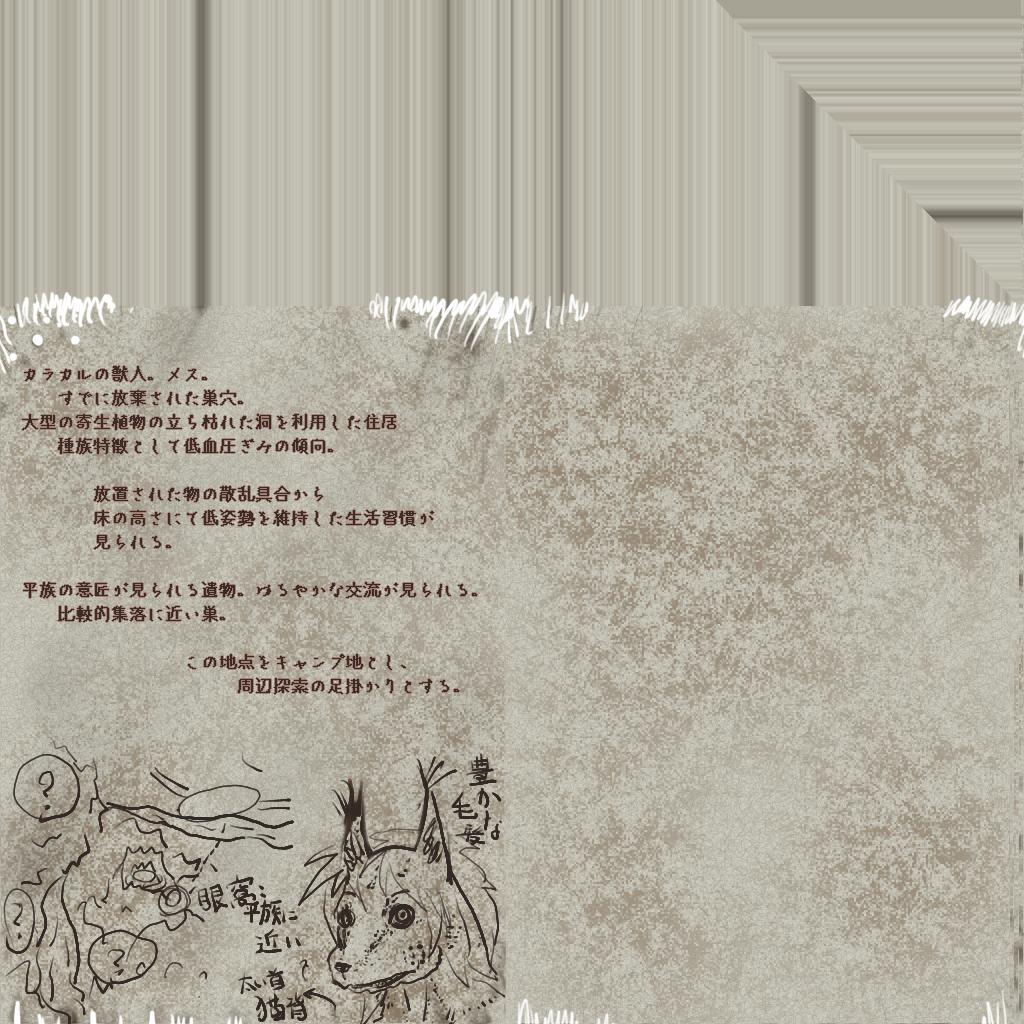 カラカルの獣人。メス。
すでに放棄された巣穴。
大型の寄生植物の立ち枯れた洞を利用した住居
種族特徴として低血圧ぎみの傾向。
放置された物の散乱具合から
床の高さにて低姿勢を維持した生活習慣が
見られる。
平族の意匠が見られる遺物。ゆるやかな交流が見られる。
比較的集落に近い巣。
この地点をキャンプ地とし、
周辺探索の足掛かりとする。
豊かな
毛髪
?
眼窩:
平族に
近い
?
?
太い首
猫背